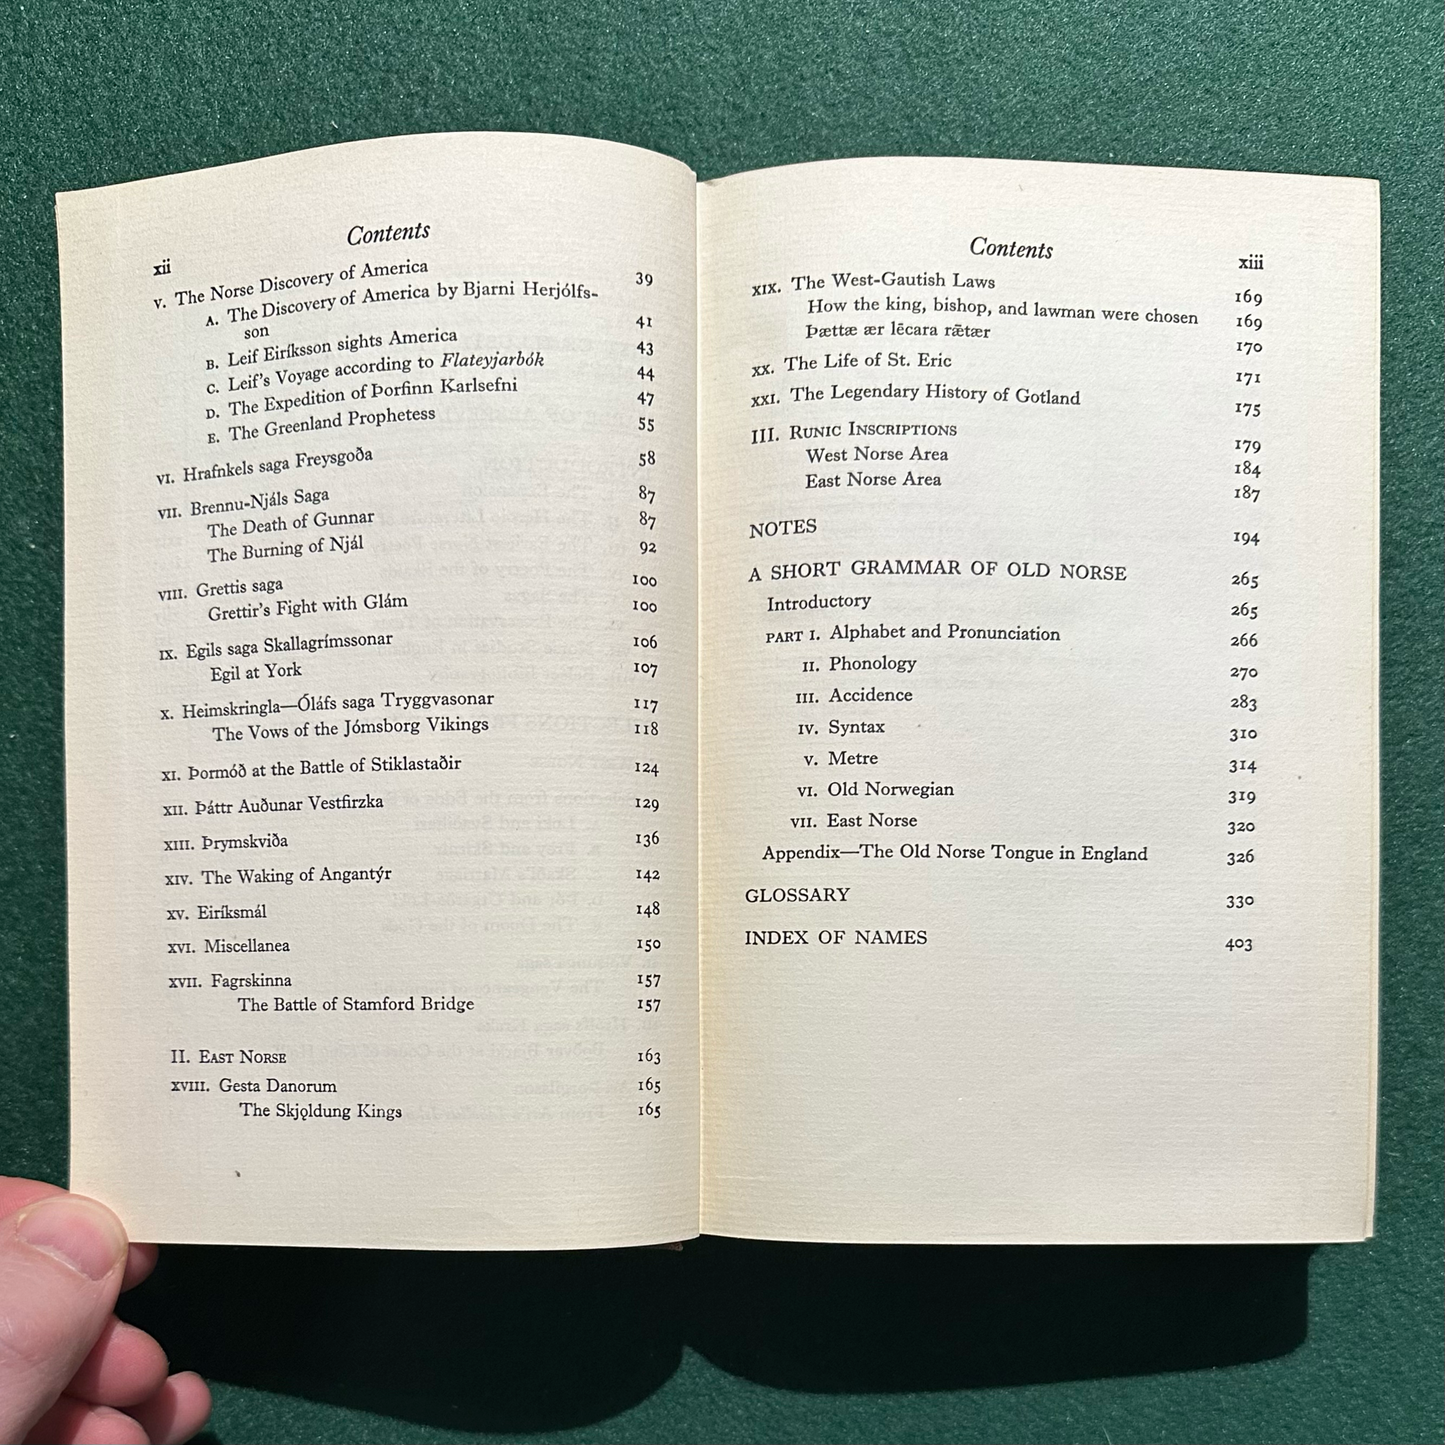 Contents
xii
v. The Norse Discovery of America 39
A. The Discovery of America by Bjarni Herjólfs-
son 41
B. Leif Eiríksson sights America 43
C. Leif's Voyage according to Flateyjarbók 44
D. The Expedition of Þorfinn Karlsefni 47
E. The Greenland Prophetess 55
VI. Hrafnkels saga Freysgoða 58
VII. Brennu-Njáls Saga 87
The Death of Gunnar 87
The Burning of Njál 92
VIII. Grettis saga 100
Grettir's Fight with Glám 100
IX. Egils saga Skallagrímssonar 106
Egil at York 107
X. Heimskringla—Óláfs saga Tryggvasonar 117
The Vows of the Jómsborg Vikings 118
XI. Þormóð at the Battle of Stiklastaðir 124
XII. Þáttr Auðunar Vestfirzka 129
XIII. Þrymskviða 136
XIV. The Waking of Angantýr 142
XV. Eiríksmál 148
XVI. Miscellanea 150
XVII. Fagrskinna 157
The Battle of Stamford Bridge 157
II. EAST NORSE 163
XVIII. Gesta Danorum 165
The Skjǫldung Kings 165
Contents
xiii
XIX. The West-Gautish Laws 169
How the king, bishop, and lawman were chosen 169
Þættæ ær lēcara rǣtær 170
XX. The Life of St. Eric 171
XXI. The Legendary History of Gotland 175
III. RUNIC INSCRIPTIONS 179
West Norse Area 184
East Norse Area 187
NOTES 194
A SHORT GRAMMAR OF OLD NORSE 265
Introductory 265
PART I. Alphabet and Pronunciation 266
II. Phonology 270
III. Accidence 283
IV. Syntax 310
V. Metre 314
VI. Old Norwegian 319
VII. East Norse 320
Appendix—The Old Norse Tongue in England 326
GLOSSARY 330
INDEX OF NAMES 403